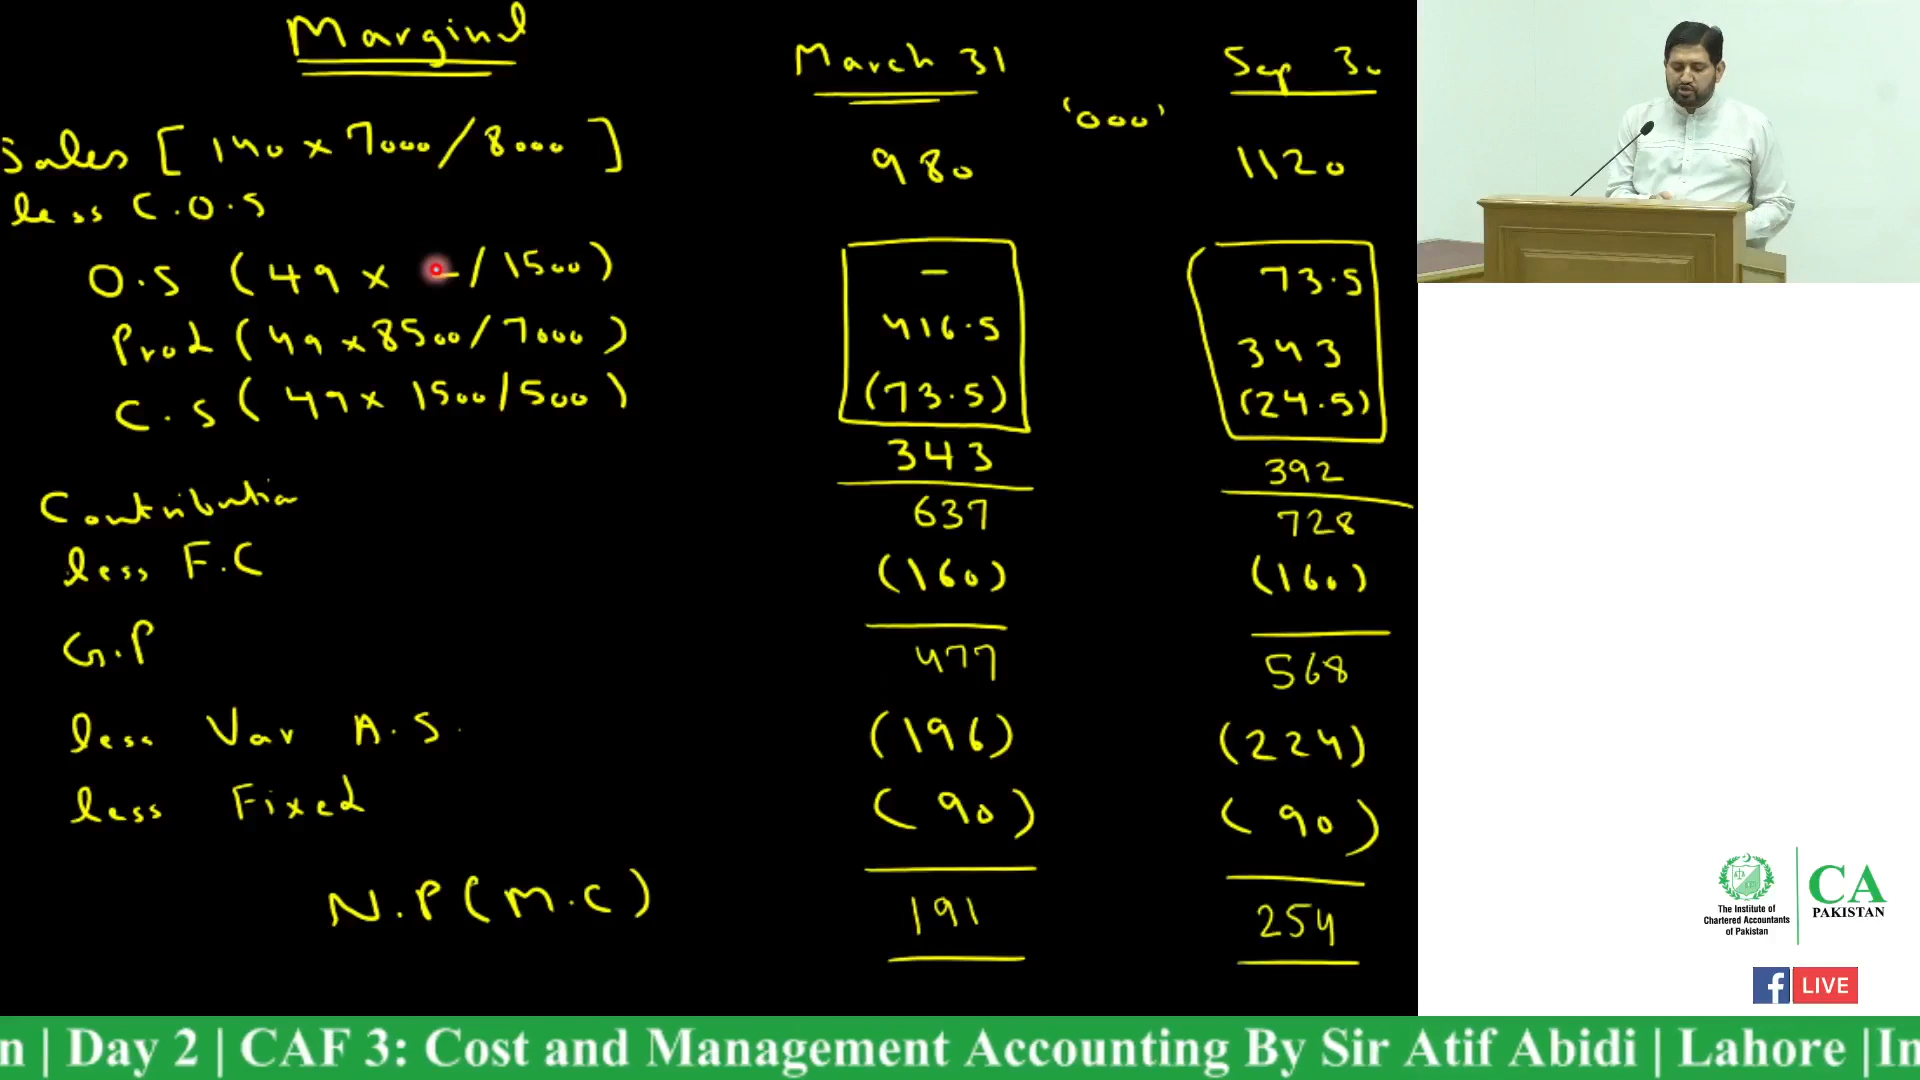 Marginal
March 31 Sep 30
'000'
Sales [ 140 x 7000 / 8000 ] 980 1120
less C.O.S
O.S ( 49 x - / 1500 ) - 73.5
Prod ( 49 x 8500 / 7000 ) 416.5 343
C.S ( 49 x 1500 / 500 ) (73.5) (24.5)
343 392
Contribution 637 728
less F.C (160) (160)
G.P 477 568
less Var A.S. (196) (224)
less Fixed (90) (90)
N.P ( M.C ) 191 254
The Institute of
Chartered Accountants
of Pakistan
CA
PAKISTAN
f LIVE
n | Day 2 | CAF 3: Cost and Management Accounting By Sir Atif Abidi | Lahore |In